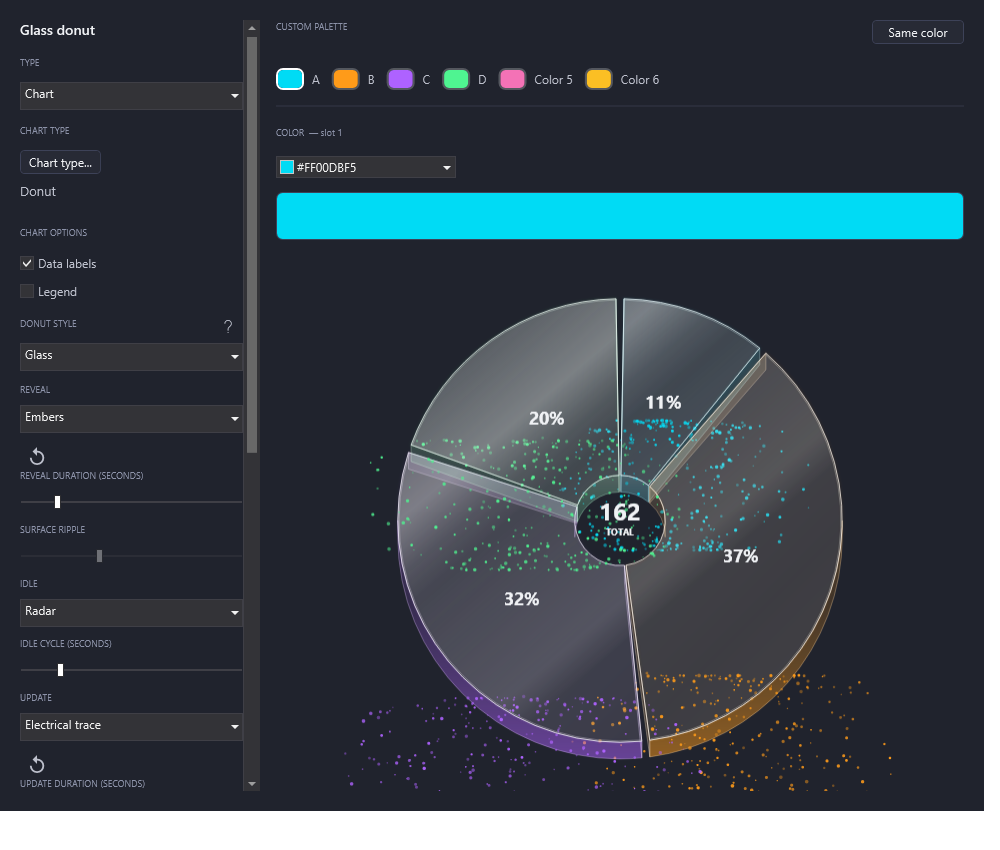 Glass donut
TYPE
Chart
CHART TYPE
Chart type...
Donut
CHART OPTIONS
Data labels
Legend
DONUT STYLE
?
Glass
REVEAL
Embers
REVEAL DURATION (SECONDS)
SURFACE RIPPLE
IDLE
Radar
IDLE CYCLE (SECONDS)
UPDATE
Electrical trace
UPDATE DURATION (SECONDS)
CUSTOM PALETTE
Same color
A B C D Color 5 Color 6
COLOR — slot 1
#FF00DBF5
20%
11%
162
TOTAL
37%
32%